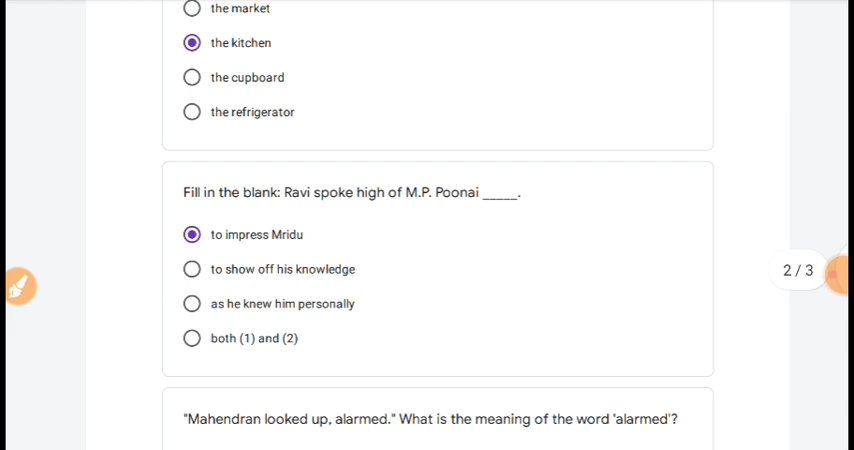 the market
the kitchen
the cupboard
the refrigerator
Fill in the blank: Ravi spoke high of M.P. Poonai _____.
to impress Mridu
to show off his knowledge
as he knew him personally
both (1) and (2)
2 / 3
"Mahendran looked up, alarmed." What is the meaning of the word 'alarmed'?